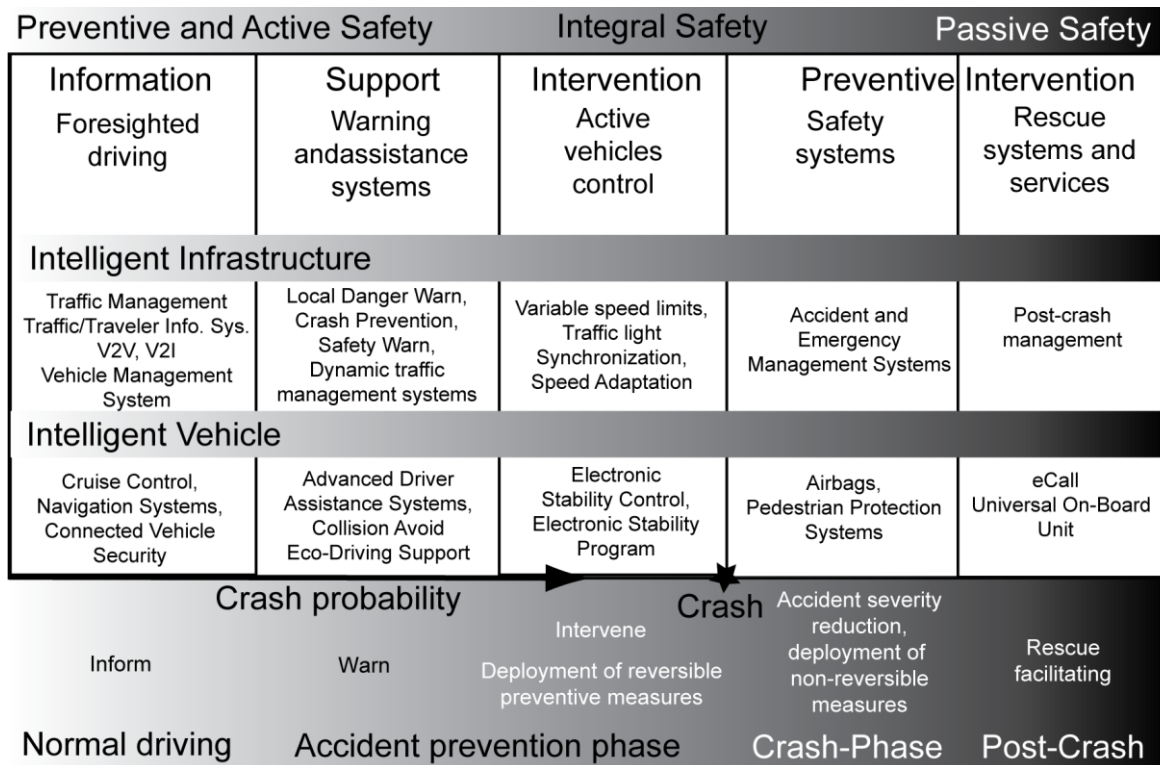 Preventive and Active Safety
Integral Safety
Passive Safety
Information
Foresighted
driving
Support
Warning
andassistance
systems
Intervention
Active
vehicles
control
Preventive
Safety
systems
Intervention
Rescue
systems and
services
Intelligent Infrastructure
Traffic Management
Traffic/Traveler Info. Sys.
V2V, V2I
Vehicle Management
System
Local Danger Warn,
Crash Prevention,
Safety Warn,
Dynamic traffic
management systems
Variable speed limits,
Traffic light
Synchronization,
Speed Adaptation
Accident and
Emergency
Management Systems
Post-crash
management
Intelligent Vehicle
Cruise Control,
Navigation Systems,
Connected Vehicle
Security
Advanced Driver
Assistance Systems,
Collision Avoid
Eco-Driving Support
Electronic
Stability Control,
Electronic Stability
Program
Airbags,
Pedestrian Protection
Systems
eCall
Universal On-Board
Unit
Crash probability
Crash
Inform
Warn
Intervene
Deployment of reversible
preventive measures
Accident severity
reduction,
deployment of
non-reversible
measures
Rescue
facilitating
Normal driving
Accident prevention phase
Crash-Phase
Post-Crash